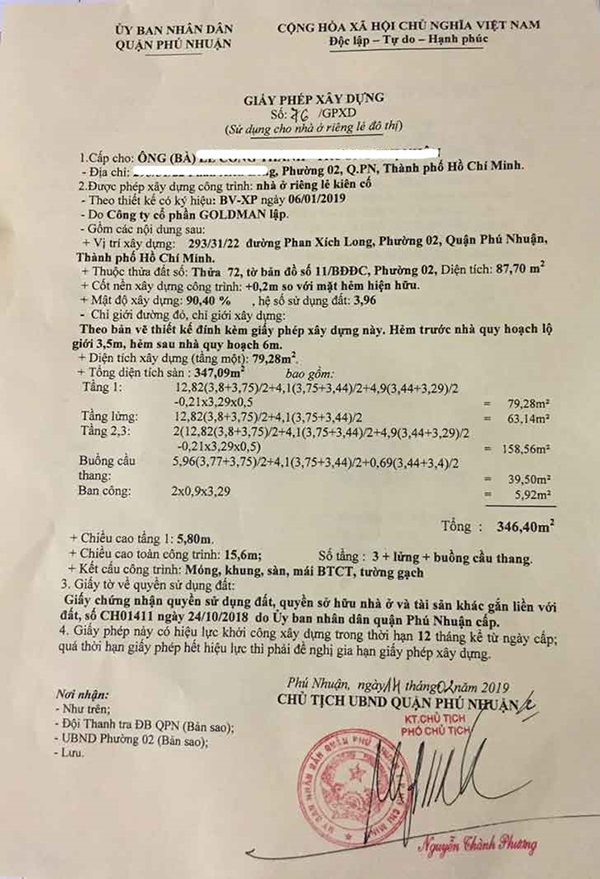 ỦY BAN NHÂN DÂN
QUẬN PHÚ NHUẬN
CỘNG HÒA XÃ HỘI CHỦ NGHĨA VIỆT NAM
Độc lập – Tự do – Hạnh phúc
GIẤY PHÉP XÂY DỰNG
Số: 76 /GPXD
(Sử dụng cho nhà ở riêng lẻ đô thị)
1.Cấp cho: ÔNG (BÀ)
- Địa chỉ: Phường 02, Q.PN, Thành phố Hồ Chí Minh.
2.Được phép xây dựng công trình: nhà ở riêng lẻ kiên cố
- Theo thiết kế có ký hiệu: BV-XP ngày 06/01/2019
- Do Công ty cổ phần GOLDMAN lập.
- Gồm các nội dung sau:
+ Vị trí xây dựng: 293/31/22 đường Phan Xích Long, Phường 02, Quận Phú Nhuận,
Thành phố Hồ Chí Minh.
+ Thuộc thửa đất số: Thửa 72, tờ bản đồ số 11/BĐĐC, Phường 02, Diện tích: 87,70 m²
+ Cốt nền xây dựng công trình: +0,2m so với mặt hẻm hiện hữu.
+ Mật độ xây dựng: 90,40 % , hệ số sử dụng đất: 3,96
- Chỉ giới đường đỏ, chỉ giới xây dựng:
Theo bản vẽ thiết kế đính kèm giấy phép xây dựng này. Hẻm trước nhà quy hoạch lộ
giới 3,5m, hẻm sau nhà quy hoạch 6m.
+ Diện tích xây dựng (tầng một): 79,28m².
+ Tổng diện tích sàn : 347,09m² bao gồm:
Tầng 1: 12,82(3,8+3,75)/2+4,1(3,75+3,44)/2+4,9(3,44+3,29)/2
-0,21x3,29x0,5 = 79,28m²
Tầng lửng: 12,82(3,8+3,75)/2+4,1(3,75+3,44)/2 = 63,14m²
Tầng 2,3: 2(12,82(3,8+3,75)/2+4,1(3,75+3,44)/2+4,9(3,44+3,29)/2
-0,21x3,29x0,5) = 158,56m²
Buồng cầu 5,96(3,77+3,75)/2+4,1(3,75+3,44)/2+0,69(3,44+3,4)/2
thang: = 39,50m²
Ban công: 2x0,9x3,29 = 5,92m²
Tổng : 346,40m²
+ Chiều cao tầng 1: 5,80m.
+ Chiều cao toàn công trình: 15,6m; Số tầng : 3 + lửng + buồng cầu thang.
+ Kết cấu công trình: Móng, khung, sàn, mái BTCT, tường gạch
3. Giấy tờ về quyền sử dụng đất:
Giấy chứng nhận quyền sử dụng đất, quyền sở hữu nhà ở và tài sản khác gắn liền với
đất, số CH01411 ngày 24/10/2018 do Ủy ban nhân dân quận Phú Nhuận cấp.
4. Giấy phép này có hiệu lực khởi công xây dựng trong thời hạn 12 tháng kể từ ngày cấp;
quá thời hạn giấy phép hết hiệu lực thì phải đề nghị gia hạn giấy phép xây dựng.
Phú Nhuận, ngày 14 tháng 02 năm 2019
Nơi nhận:
- Như trên;
- Đội Thanh tra ĐB QPN (Bản sao);
- UBND Phường 02 (Bản sao);
- Lưu.
CHỦ TỊCH UBND QUẬN PHÚ NHUẬN
KT.CHỦ TỊCH
PHÓ CHỦ TỊCH
Nguyễn Thành Phương